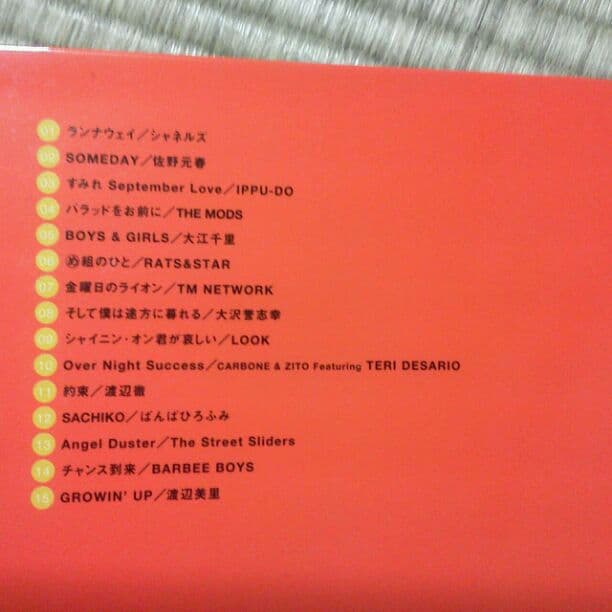 01 ランナウェイ／シャネルズ
02 SOMEDAY／佐野元春
03 すみれ September Love／IPPU-DO
04 バラッドをお前に／THE MODS
05 BOYS & GIRLS／大江千里
06 め組のひと／RATS&STAR
07 金曜日のライオン／TM NETWORK
08 そして僕は途方に暮れる／大沢誉志幸
09 シャイニン・オン君が哀しい／LOOK
10 Over Night Success／CARBONE & ZITO Featuring TERI DESARIO
11 約束／渡辺徹
12 SACHIKO／ばんばひろふみ
13 Angel Duster／The Street Sliders
14 チャンス到来／BARBEE BOYS
15 GROWIN' UP／渡辺美里